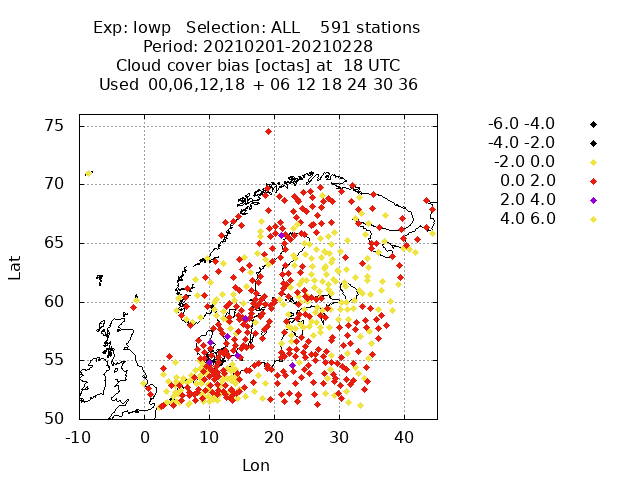 Exp: lowp   Selection: ALL    591 stations
Period: 20210201-20210228
Cloud cover bias [octas] at  18 UTC
Used  00,06,12,18  + 06 12 18 24 30 36
-6.0 -4.0
-4.0 -2.0
-2.0 0.0
0.0 2.0
2.0 4.0
4.0 6.0
75
70
65
60
55
50
Lat
-10 0 10 20 30 40
Lon